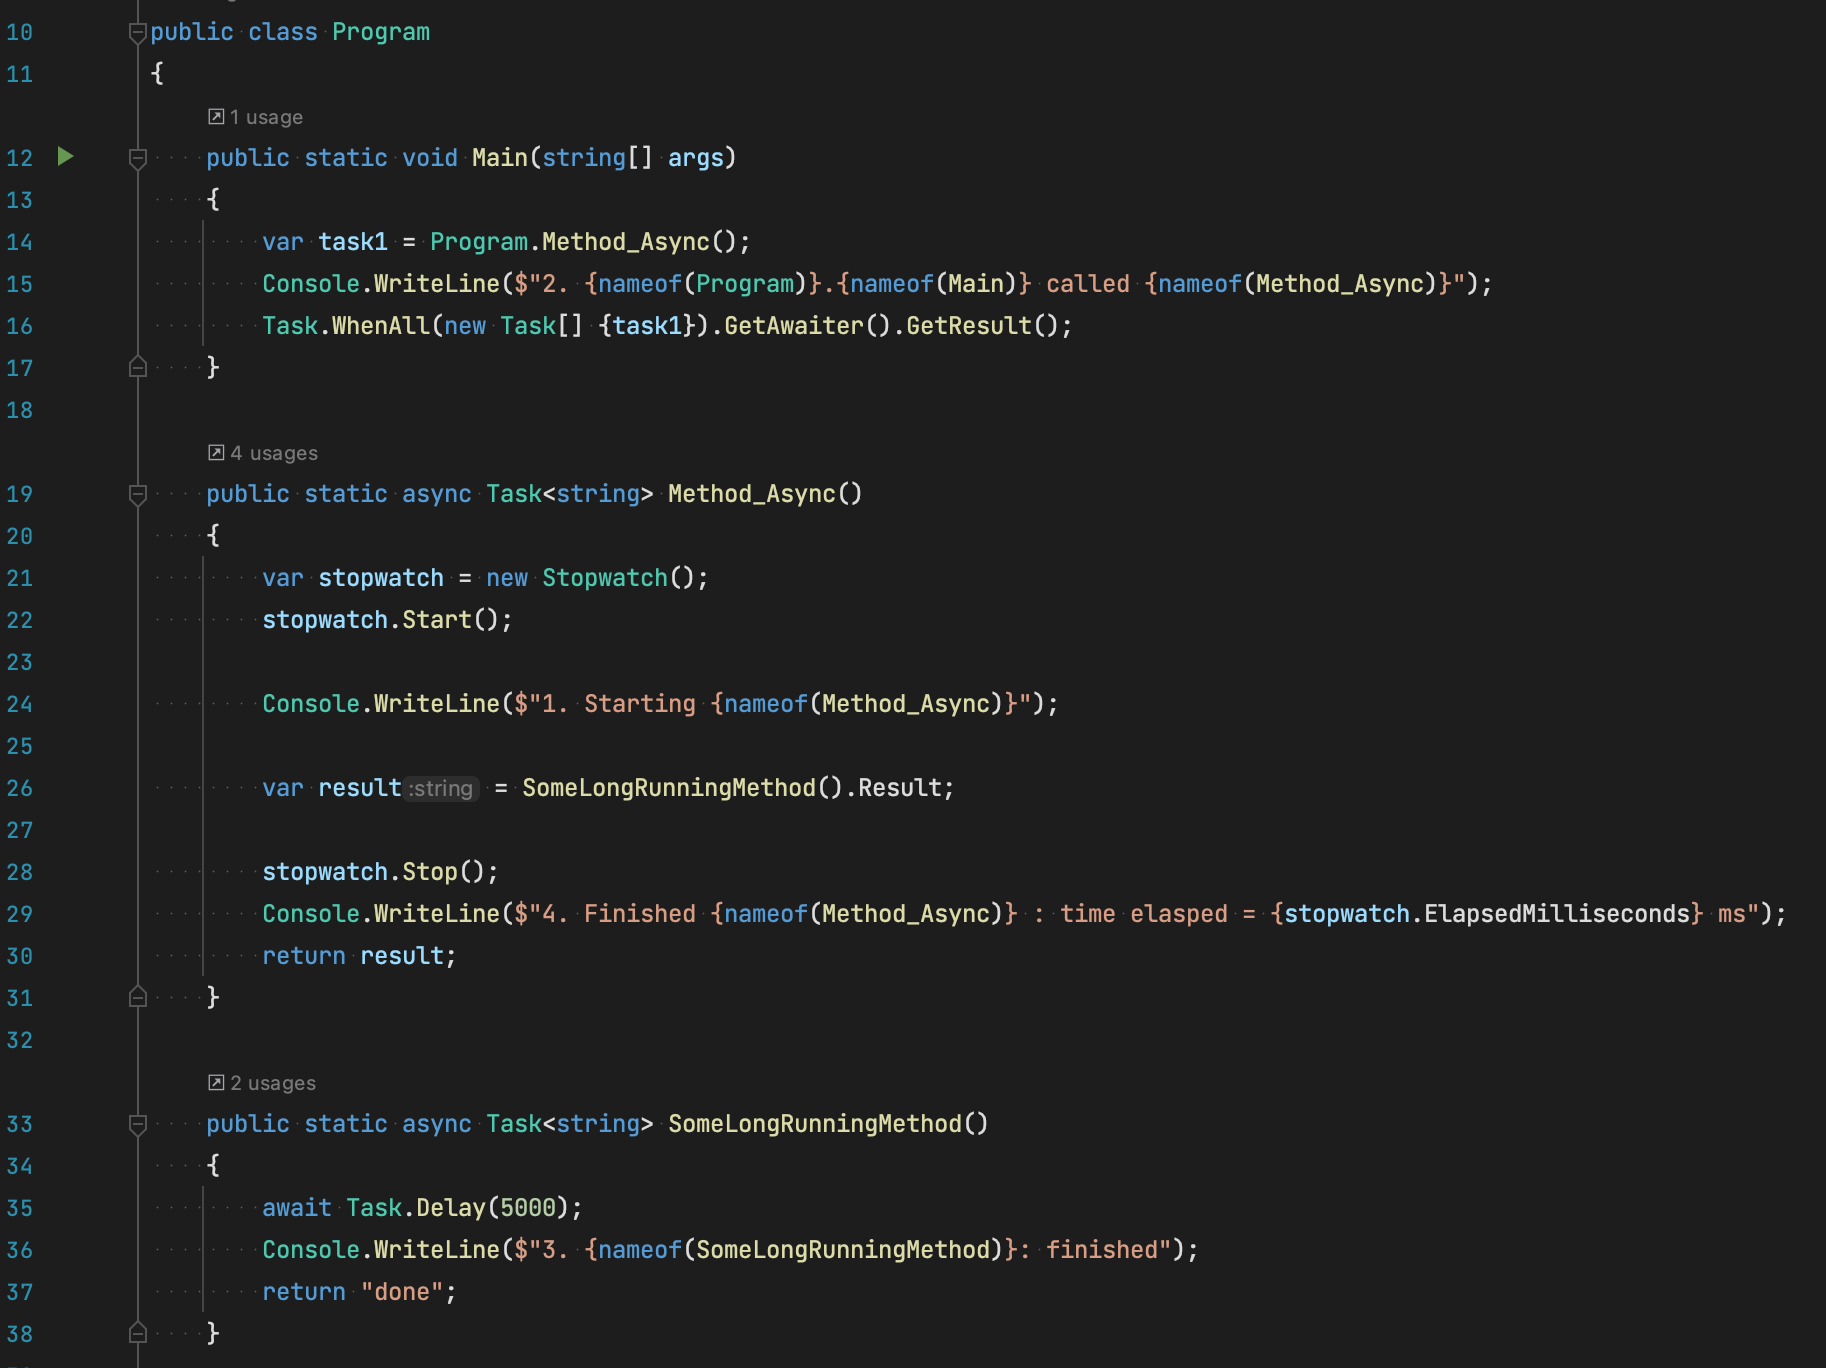 10 public class Program
11 {
1 usage
12 public static void Main(string[] args)
13 {
14 var task1 = Program.Method_Async();
15 Console.WriteLine($"2. {nameof(Program)}.{nameof(Main)} called {nameof(Method_Async)}");
16 Task.WhenAll(new Task[] {task1}).GetAwaiter().GetResult();
17 }
18
4 usages
19 public static async Task<string> Method_Async()
20 {
21 var stopwatch = new Stopwatch();
22 stopwatch.Start();
23
24 Console.WriteLine($"1. Starting {nameof(Method_Async)}");
25
26 var result :string = SomeLongRunningMethod().Result;
27
28 stopwatch.Stop();
29 Console.WriteLine($"4. Finished {nameof(Method_Async)} : time elasped = {stopwatch.ElapsedMilliseconds} ms");
30 return result;
31 }
32
2 usages
33 public static async Task<string> SomeLongRunningMethod()
34 {
35 await Task.Delay(5000);
36 Console.WriteLine($"3. {nameof(SomeLongRunningMethod)}: finished");
37 return "done";
38 }